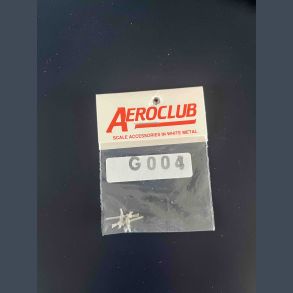 AEROCLUB
SCALE ACCESSORIES IN WHITE METAL
G004